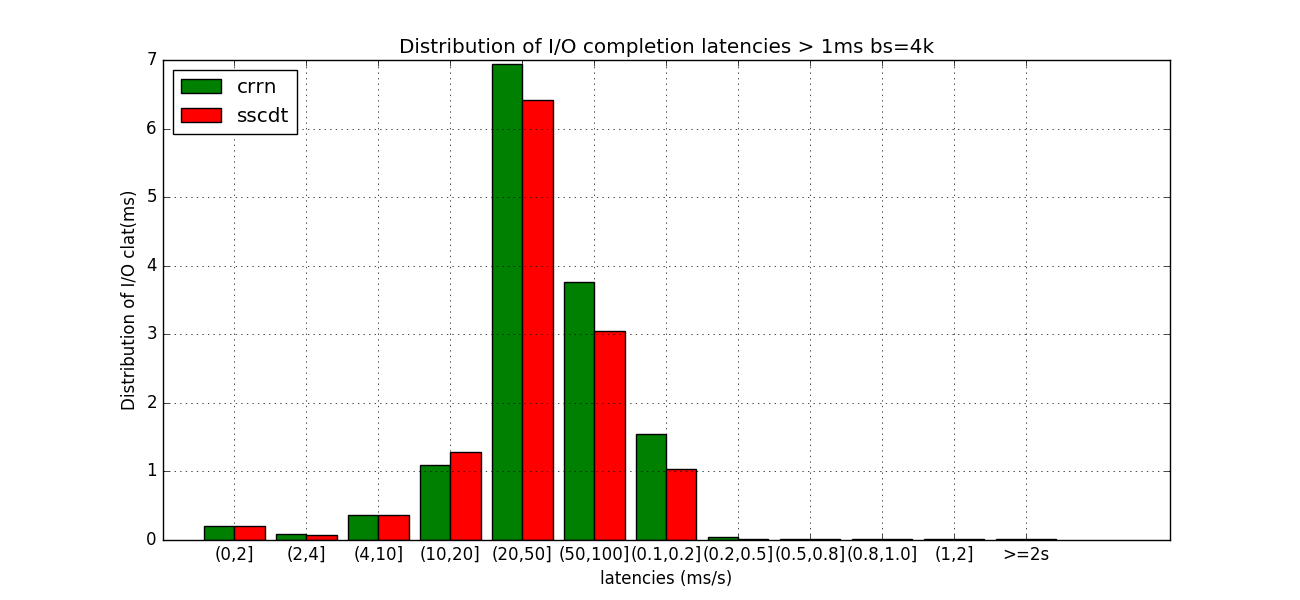 Distribution of I/O completion latencies > 1ms bs=4k
crrn
sscdt
7
6
5
4
3
2
1
0
Distribution of I/O clat(ms)
(0,2] (2,4] (4,10] (10,20] (20,50] (50,100] (0.1,0.2] (0.2,0.5] (0.5,0.8] (0.8,1.0] (1,2] >=2s
latencies (ms/s)